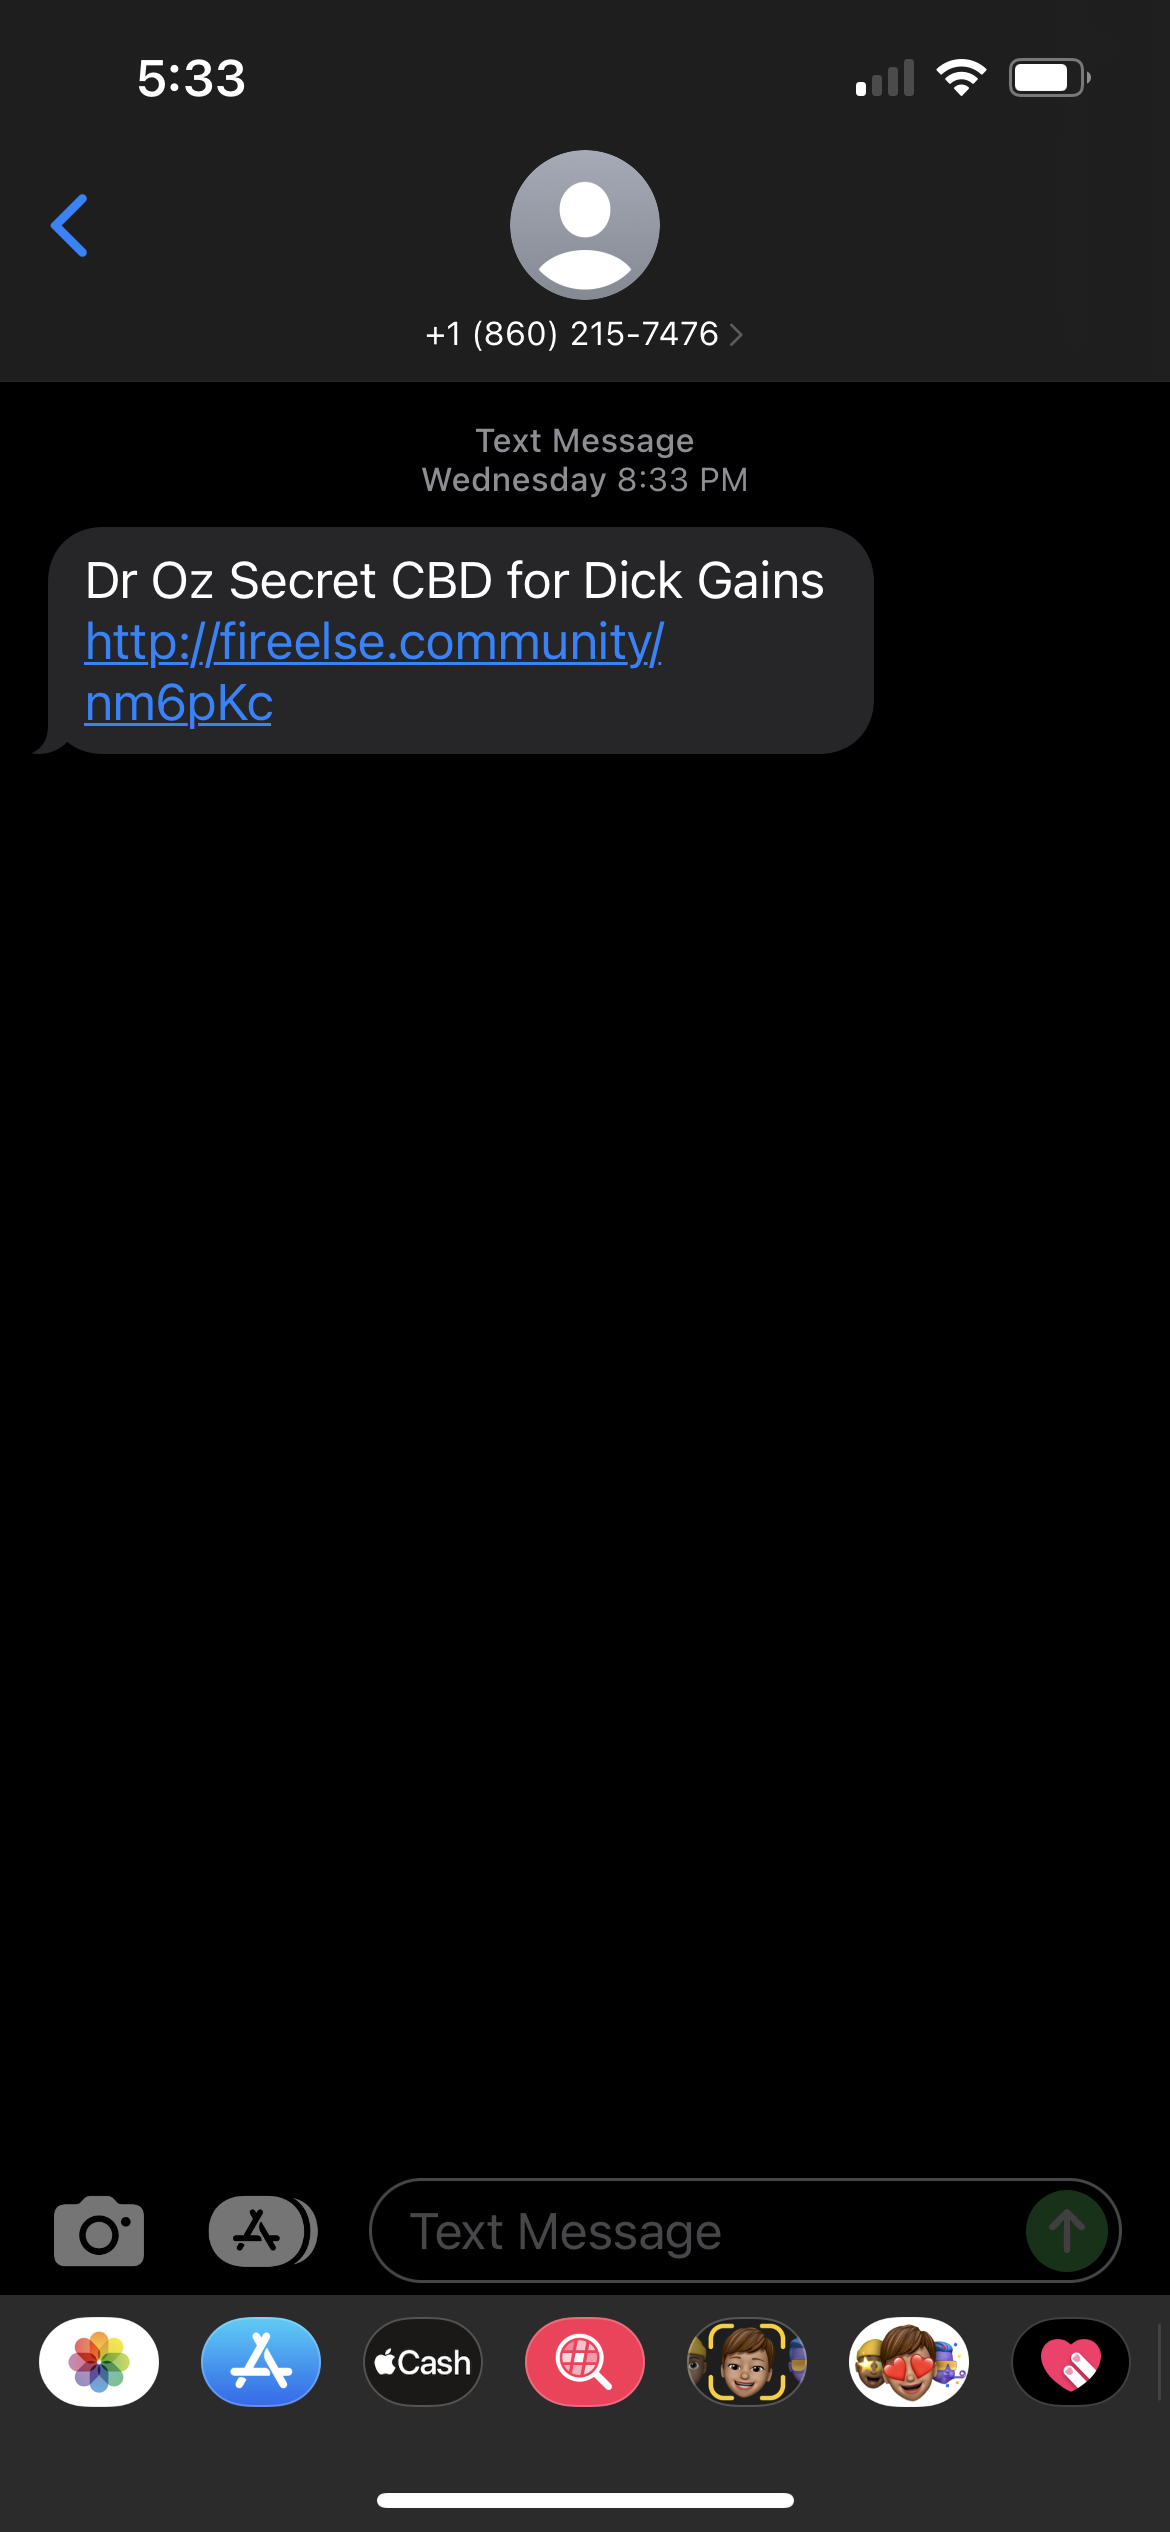 5:33
+1 (860) 215-7476
Text Message
Wednesday 8:33 PM
Dr Oz Secret CBD for Dick Gains
http://fireelse.community/
nm6pKc
Text Message
Cash